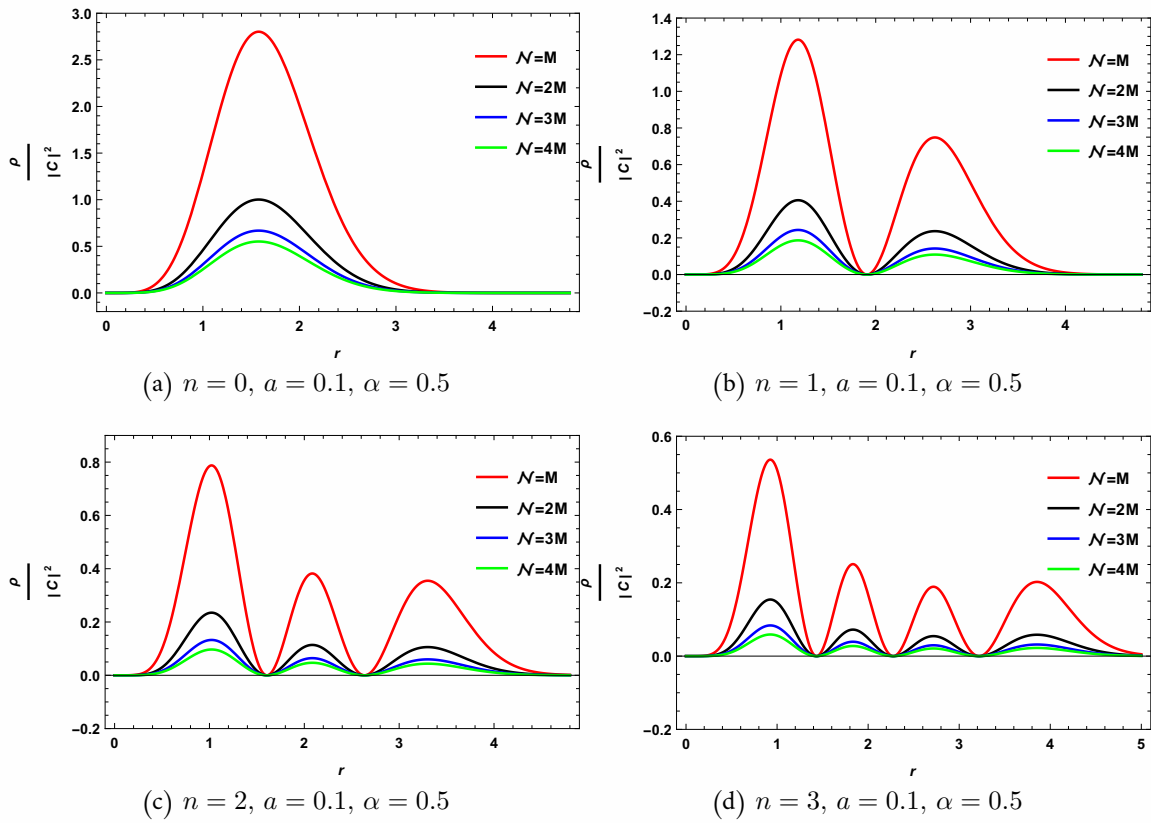 3.0
2.5
2.0
1.5
1.0
0.5
0.0
0 1 2 3 4
ρ
|C|²
r
𝒩=M
𝒩=2M
𝒩=3M
𝒩=4M
(a) n = 0, a = 0.1, α = 0.5
1.4
1.2
1.0
0.8
0.6
0.4
0.2
0.0
−0.2
0 1 2 3 4
ρ
|C|²
r
𝒩=M
𝒩=2M
𝒩=3M
𝒩=4M
(b) n = 1, a = 0.1, α = 0.5
0.8
0.6
0.4
0.2
0.0
−0.2
0 1 2 3 4
ρ
|C|²
r
𝒩=M
𝒩=2M
𝒩=3M
𝒩=4M
(c) n = 2, a = 0.1, α = 0.5
0.6
0.4
0.2
0.0
−0.2
0 1 2 3 4 5
ρ
|C|²
r
𝒩=M
𝒩=2M
𝒩=3M
𝒩=4M
(d) n = 3, a = 0.1, α = 0.5